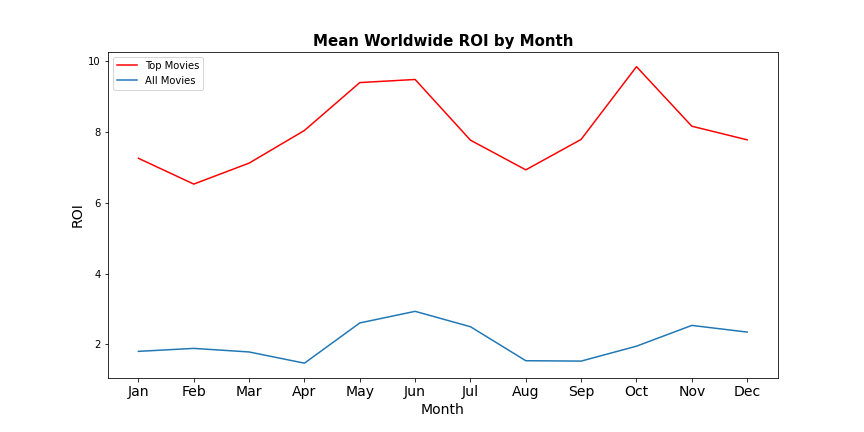 Mean Worldwide ROI by Month
Top Movies
All Movies
10
8
6
4
2
ROI
Jan Feb Mar Apr May Jun Jul Aug Sep Oct Nov Dec
Month